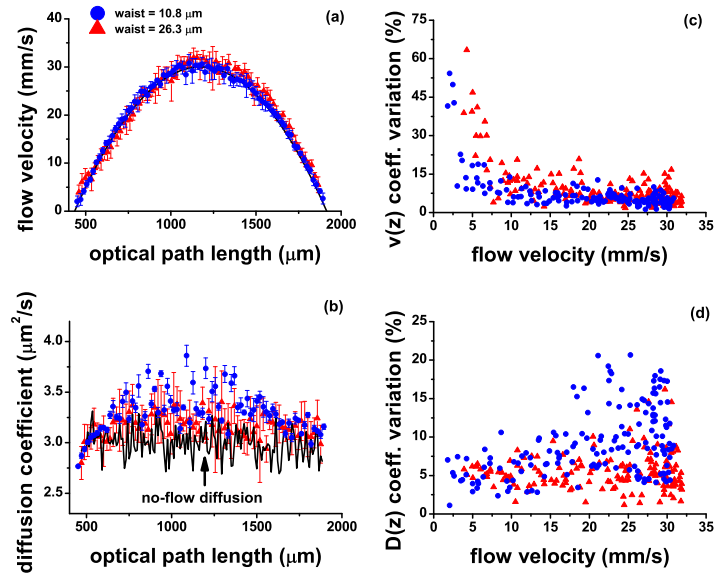 waist = 10.8 μm
waist = 26.3 μm
(a)
flow velocity (mm/s)
40
30
20
10
0
500 1000 1500 2000
optical path length (μm)
(c)
v(z) coeff. variation (%)
75
60
45
30
15
0
0 5 10 15 20 25 30 35
flow velocity (mm/s)
(b)
diffusion coefficient (μm²/s)
4.0
3.5
3.0
2.5
no-flow diffusion
500 1000 1500 2000
optical path length (μm)
(d)
D(z) coeff. variation (%)
25
20
15
10
5
0
0 5 10 15 20 25 30 35
flow velocity (mm/s)